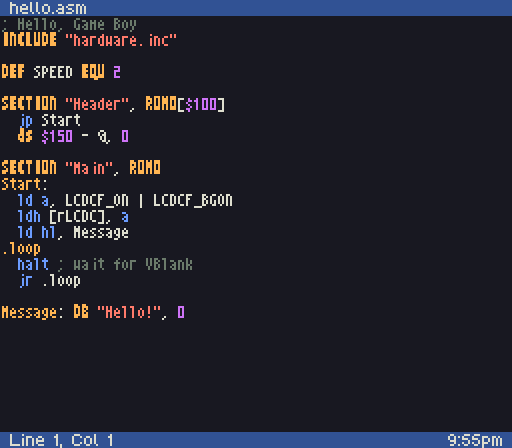 hello.asm
; Hello, Game Boy
INCLUDE "hardware.inc"
DEF SPEED EQU 2
SECTION "Header", ROM0[$100]
jp Start
ds $150 - @, 0
SECTION "Main", ROM0
Start:
ld a, LCDCF_ON | LCDCF_BGON
ldh [rLCDC], a
ld hl, Message
.loop
halt ; wait for VBlank
jr .loop
Message: DB "Hello!", 0
Line 1, Col 1
9:55pm